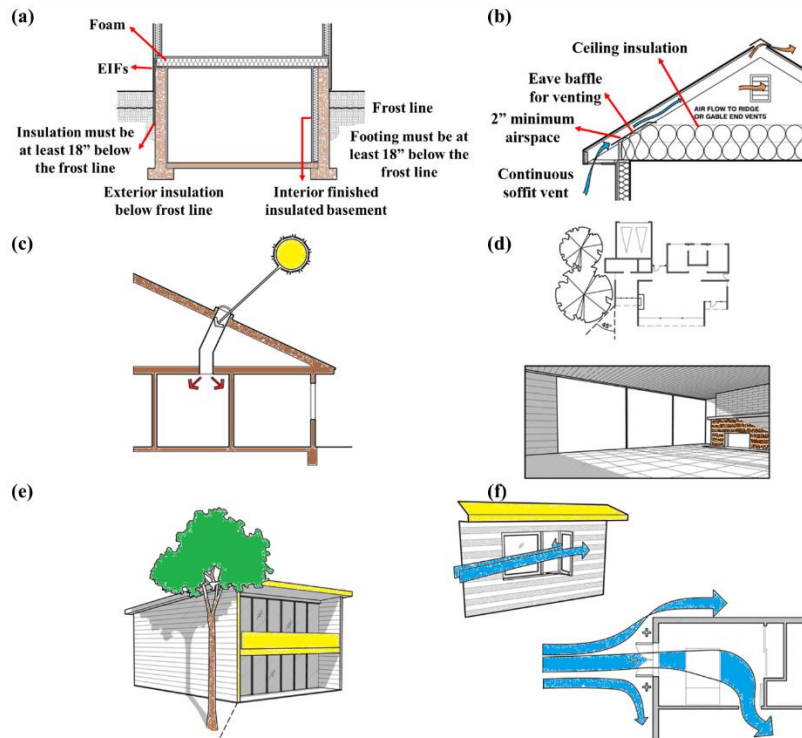 (a)
Foam
EIFs
Frost line
Insulation must be
at least 18” below
the frost line
Footing must be at
least 18” below the
frost line
Exterior insulation
below frost line
Interior finished
insulated basement
(b)
Ceiling insulation
Eave baffle
for venting
AIR FLOW TO RIDGE
OR GABLE END VENTS
2” minimum
airspace
Continuous
soffit vent
(c)
(d)
45°
(e)
(f)
+
+